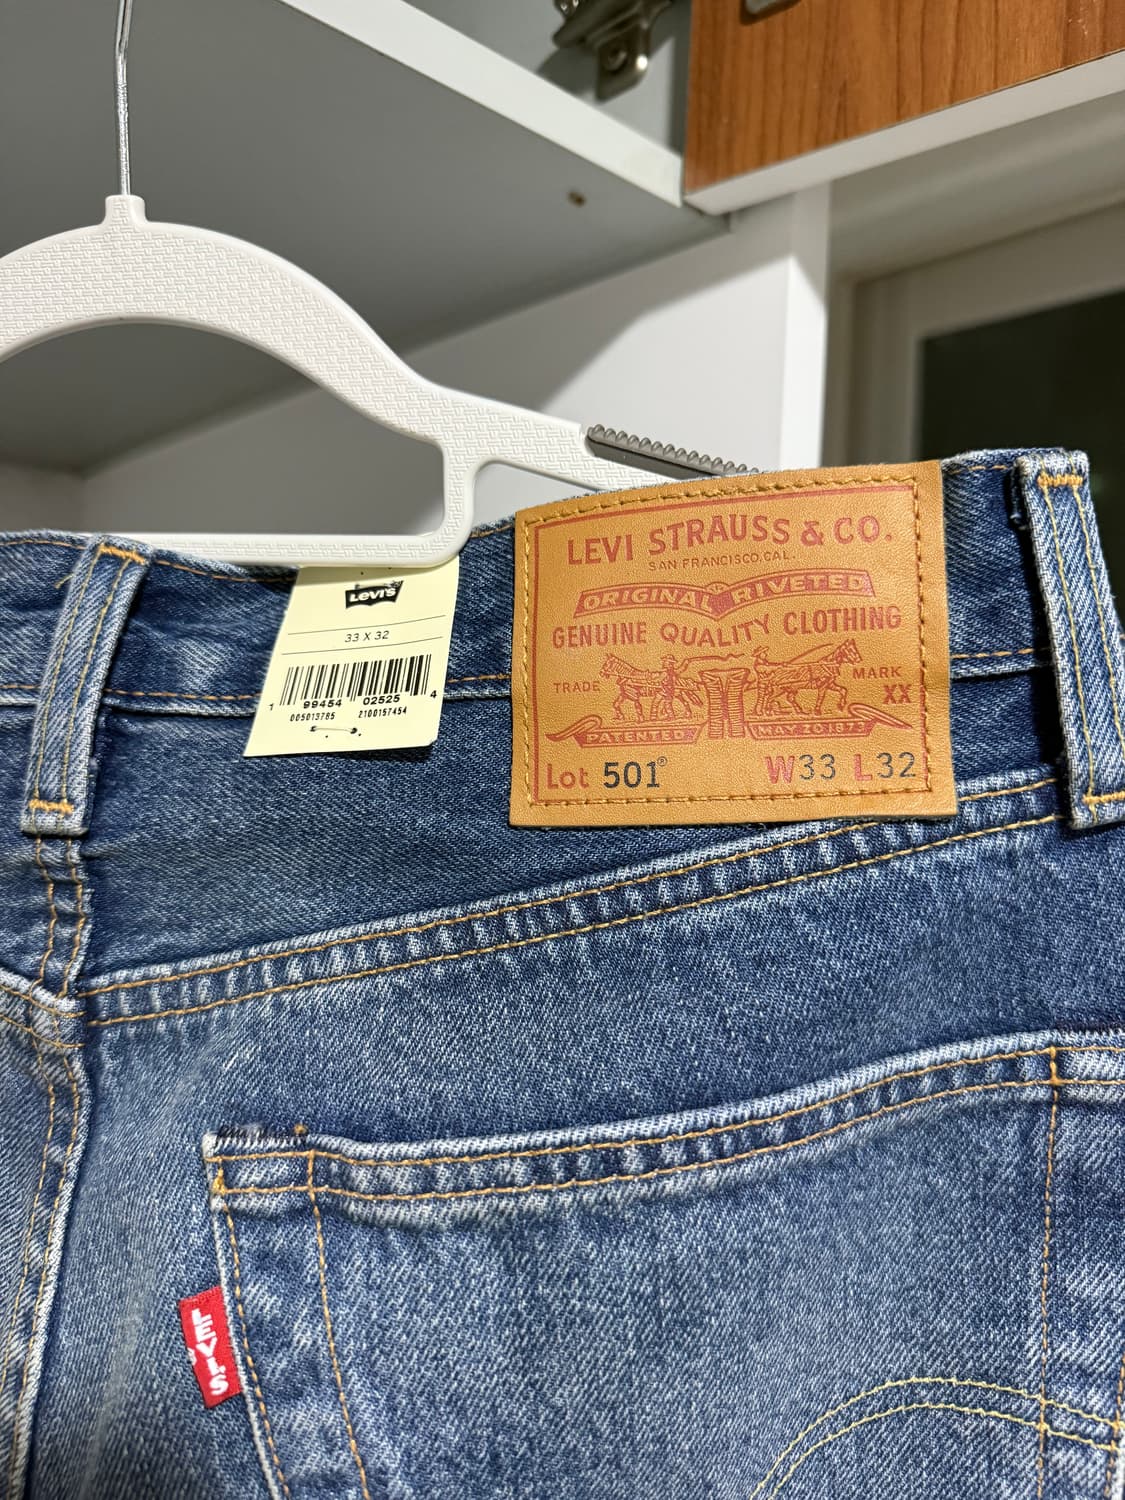 Levi's
33 X 32
1 99454 02525 4
005013785 2100157454
LEVI STRAUSS & CO.
SAN FRANCISCO, CAL.
ORIGINAL RIVETED
GENUINE QUALITY CLOTHING
TRADE MARK
XX
PATENTED MAY 20 1873
Lot 501® W33 L32
LEVI'S